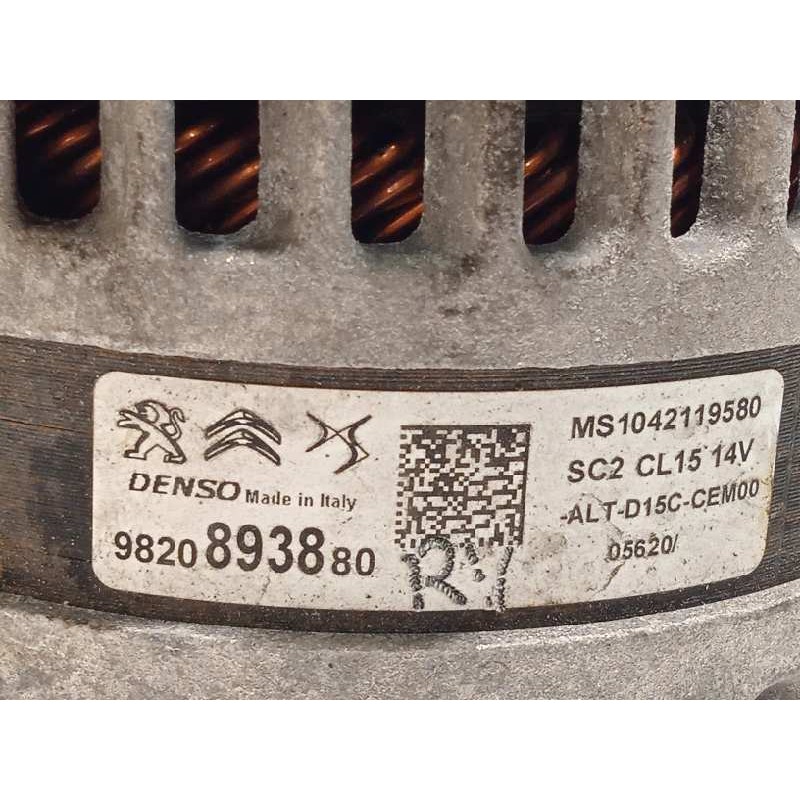 DENSO Made in Italy
9820893880
MS1042119580
SC2 CL15 14V
-ALT-D15C-CEM00
05620/